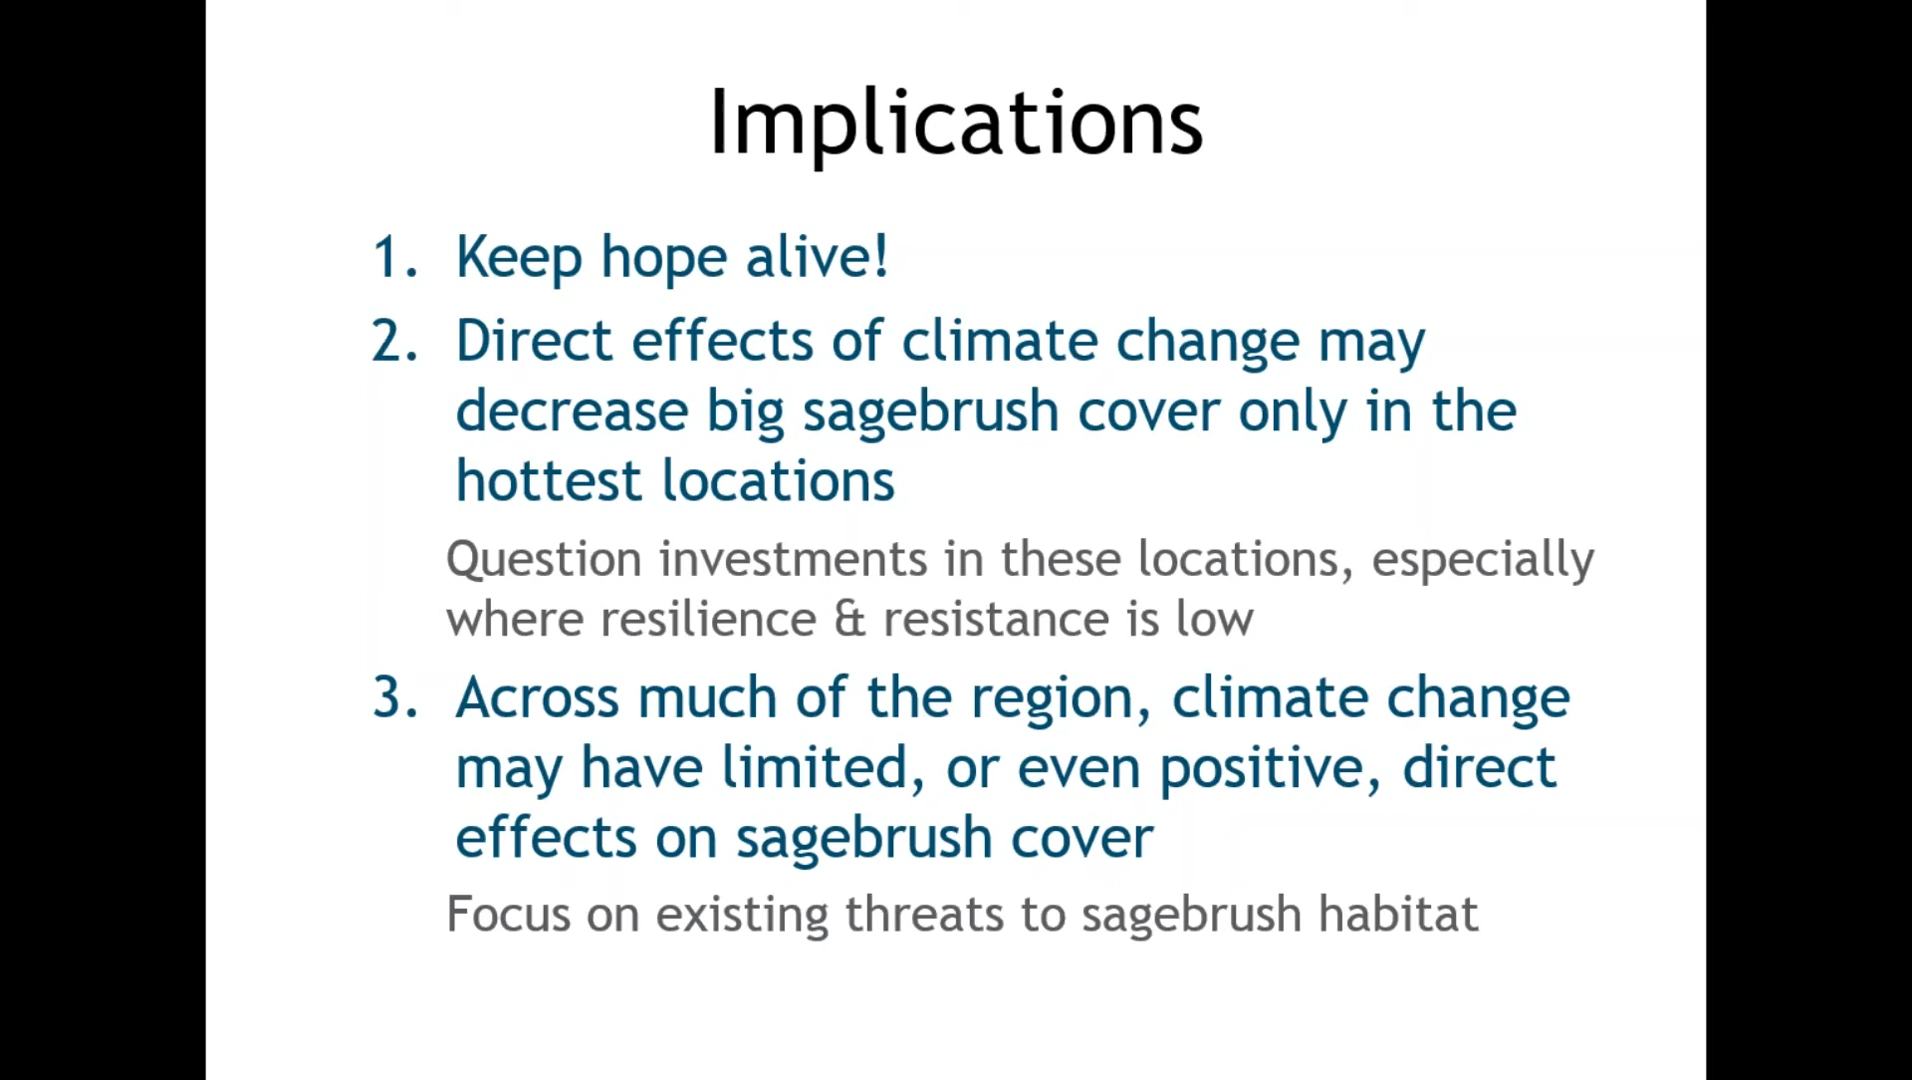 Implications
1. Keep hope alive!
2. Direct effects of climate change may
decrease big sagebrush cover only in the
hottest locations
Question investments in these locations, especially
where resilience & resistance is low
3. Across much of the region, climate change
may have limited, or even positive, direct
effects on sagebrush cover
Focus on existing threats to sagebrush habitat